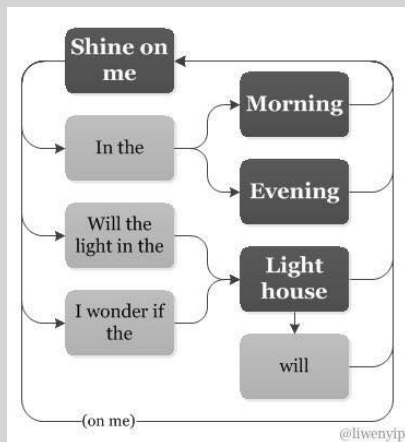 Shine on
me
Morning
In the
Evening
Will the
light in the
Light
house
I wonder if
the
will
(on me)
@liwenyip